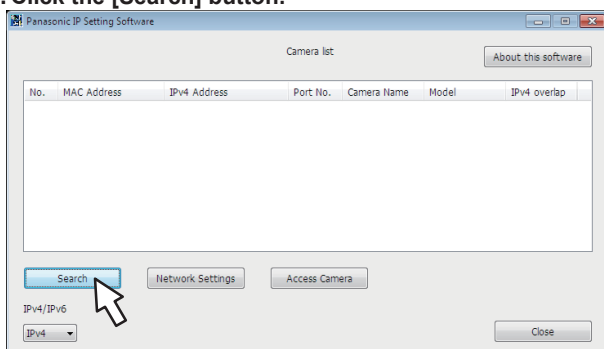 . Click the [Search] button.
Panasonic IP Setting Software
Camera list
About this software
No. MAC Address IPv4 Address Port No. Camera Name Model IPv4 overlap
Search Network Settings Access Camera
IPv4/IPv6
IPv4 Close